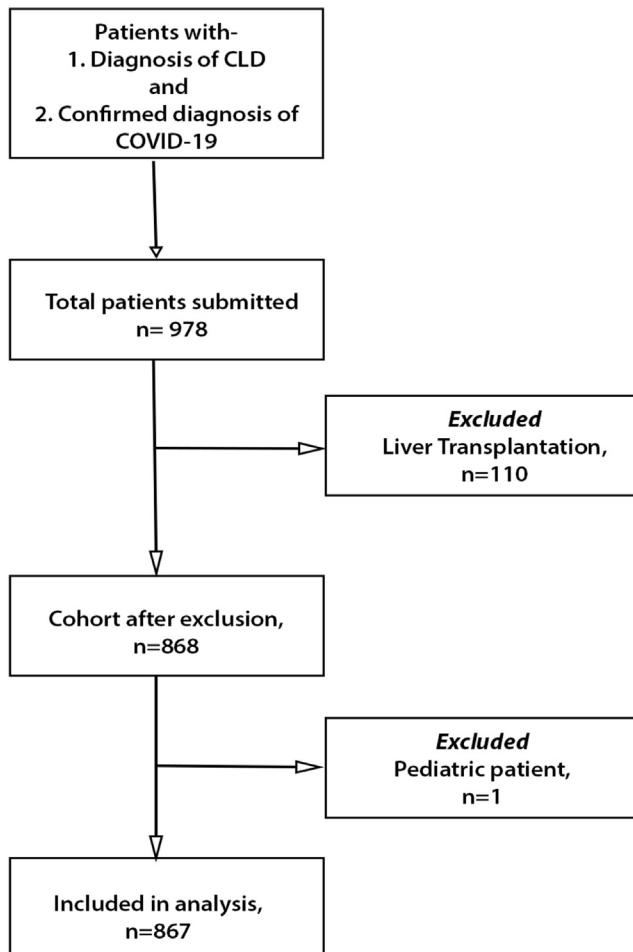 Patients with-
1. Diagnosis of CLD
and
2. Confirmed diagnosis of
COVID-19
Total patients submitted
n= 978
Excluded
Liver Transplantation,
n=110
Cohort after exclusion,
n=868
Excluded
Pediatric patient,
n=1
Included in analysis,
n=867